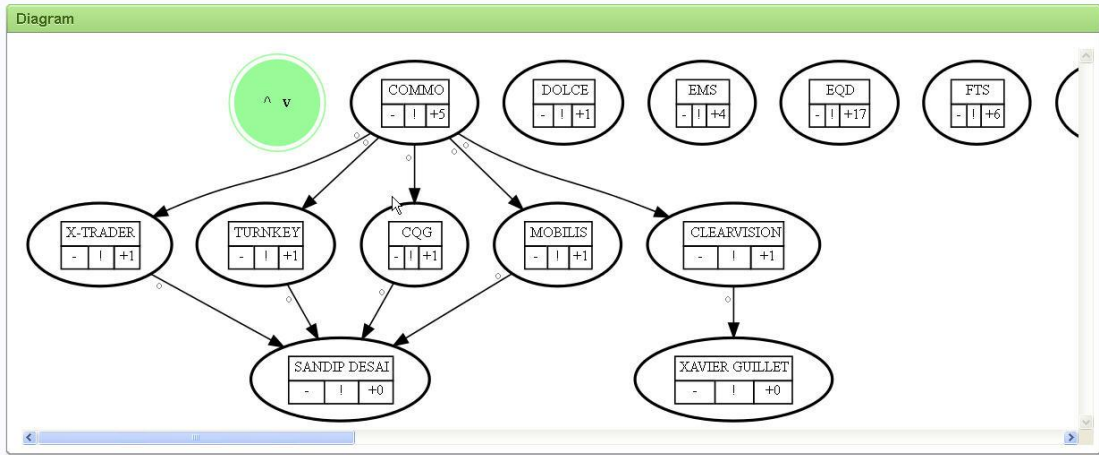 Diagram
^ v
COMMO
- ! +5
DOLCE
- ! +1
EMS
- ! +4
EQD
- ! +17
FTS
- ! +6
X-TRADER
- ! +1
TURNKEY
- ! +1
CQG
- ! +1
MOBILIS
- ! +1
CLEARVISION
- ! +1
SANDIP DESAI
- ! +0
XAVIER GUILLET
- ! +0